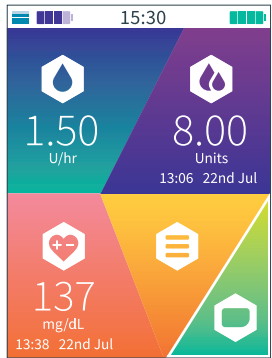 15:30
1.50
U/hr
8.00
Units
13:06 22nd Jul
137
mg/dL
13:38 22nd Jul